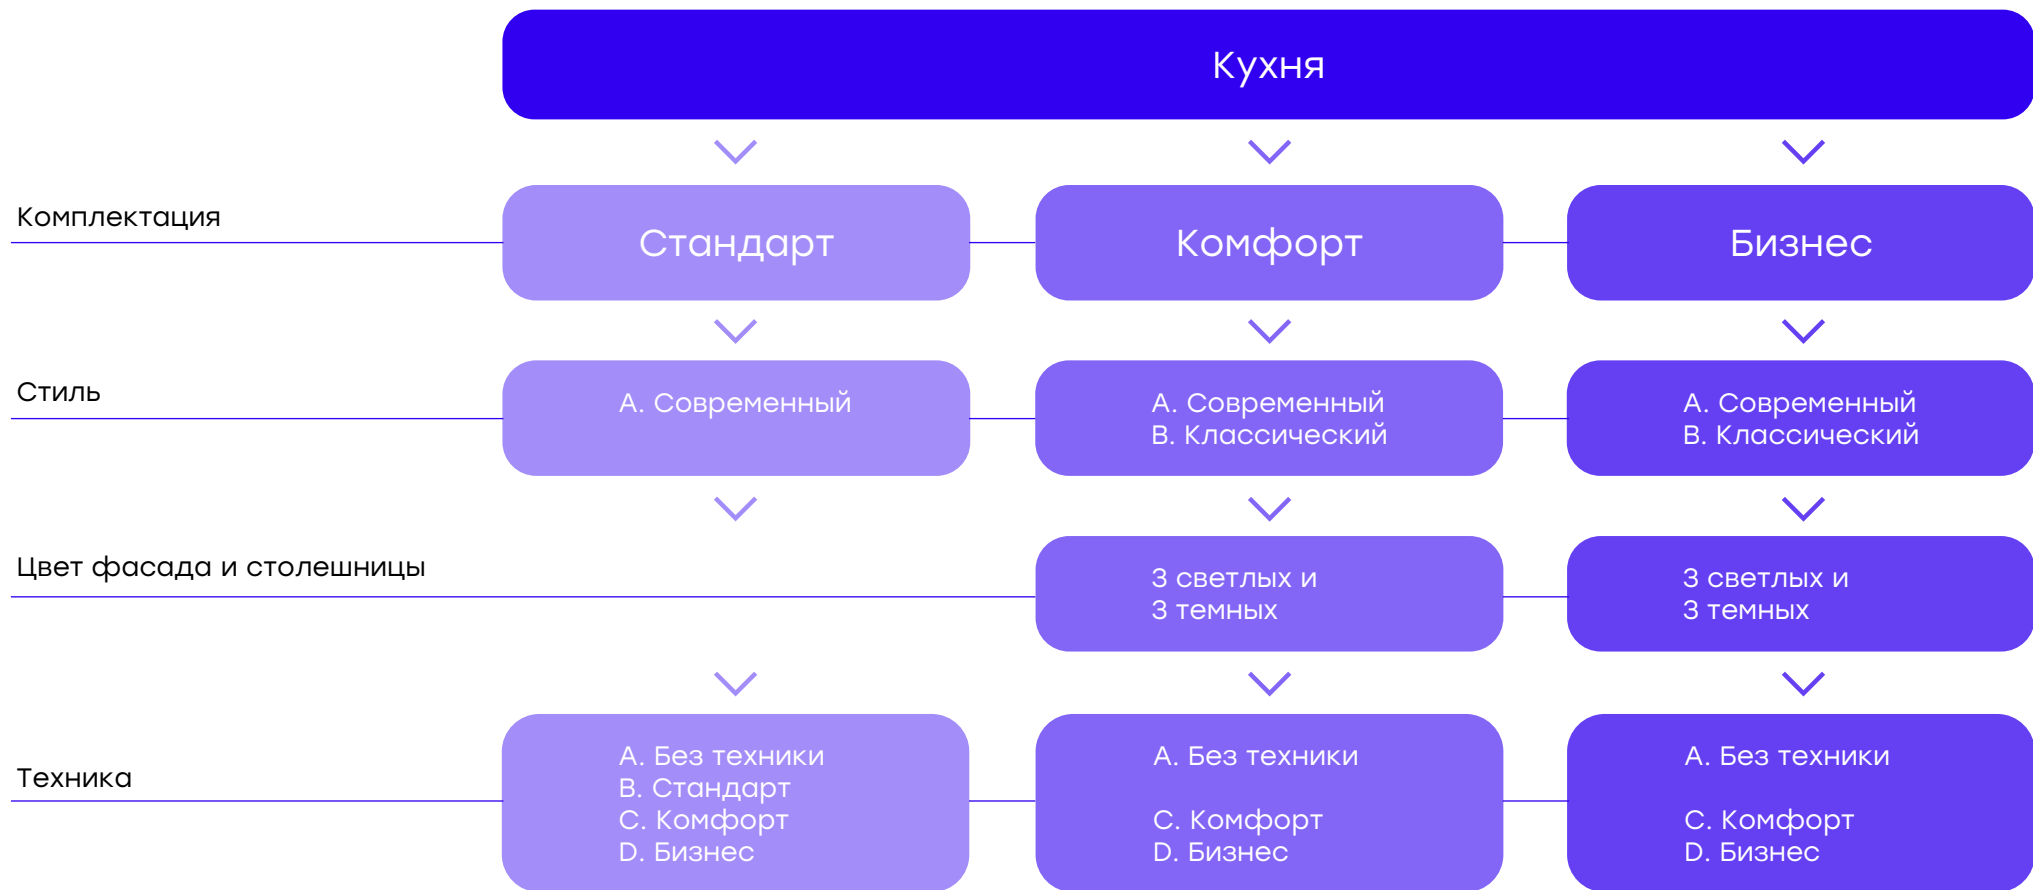 Кухня
Комплектация
Стандарт
Комфорт
Бизнес
Стиль
A. Современный
A. Современный
B. Классический
A. Современный
B. Классический
Цвет фасада и столешницы
3 светлых и
3 темных
3 светлых и
3 темных
Техника
A. Без техники
B. Стандарт
C. Комфорт
D. Бизнес
A. Без техники
C. Комфорт
D. Бизнес
A. Без техники
C. Комфорт
D. Бизнес